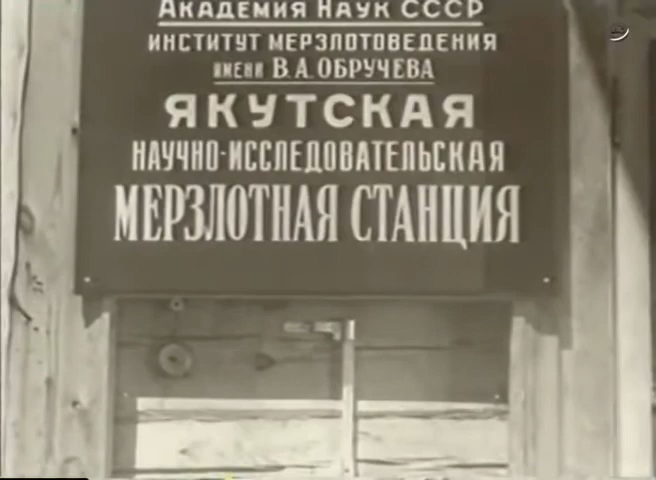 Академия Наук СССР
ИНСТИТУТ МЕРЗЛОТОВЕДЕНИЯ
ИМЕНИ В.А.ОБРУЧЕВА
ЯКУТСКАЯ
НАУЧНО-ИССЛЕДОВАТЕЛЬСКАЯ
МЕРЗЛОТНАЯ СТАНЦИЯ